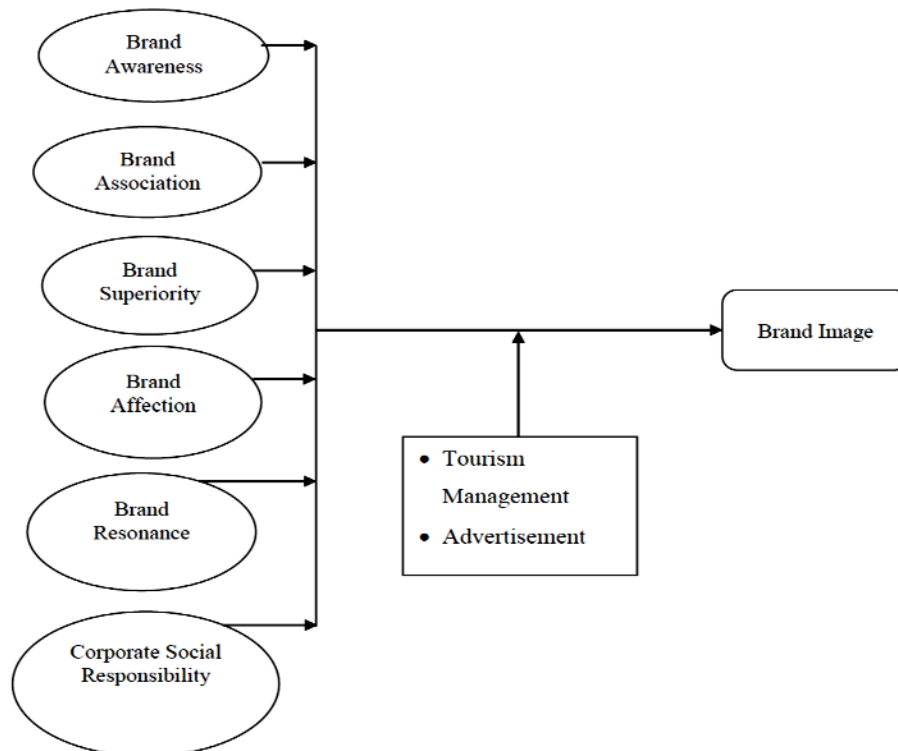 Brand
Awareness
Brand
Association
Brand
Superiority
Brand
Affection
Brand
Resonance
Corporate Social
Responsibility
• Tourism
Management
• Advertisement
Brand Image